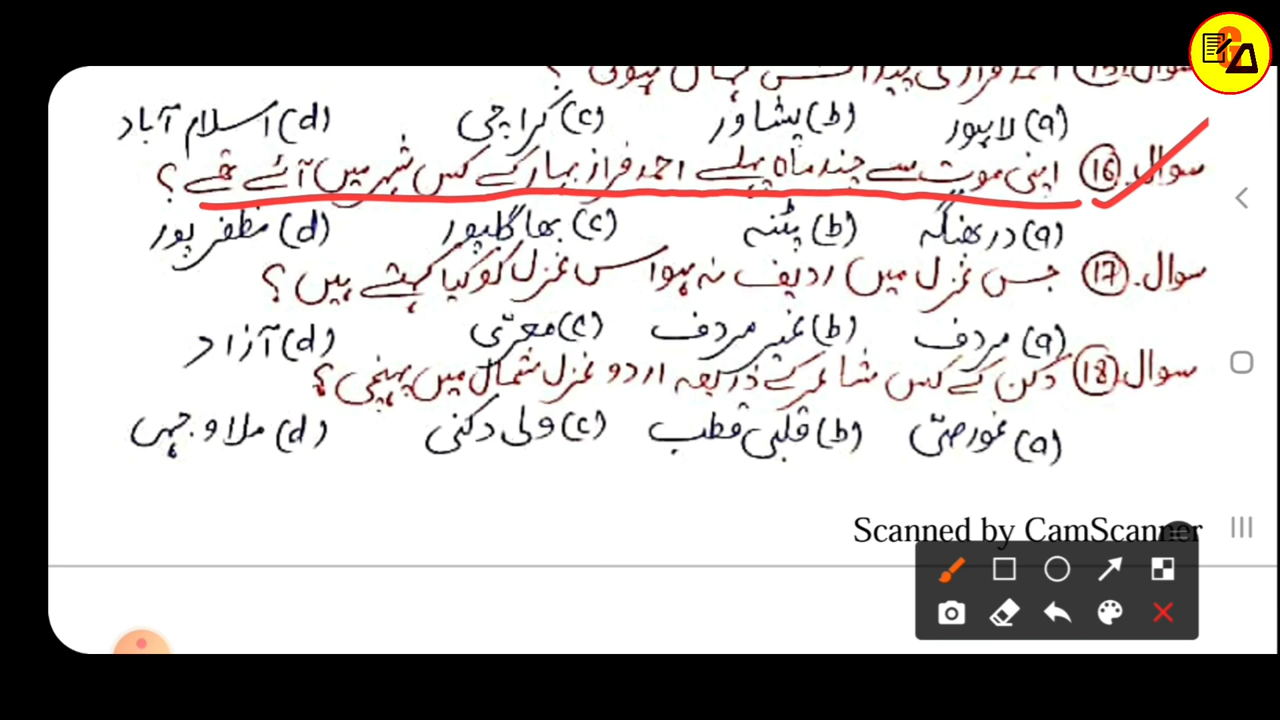 (a) لاہور (b) پشاور (c) کراچی (d) اسلام آباد
سوال.(16) اپنی موت سے چند ماہ پہلے احمد فراز بہار کے کس شہر میں آئے تھے؟
(a) دربھنگہ (b) پٹنہ (c) بھاگلپور (d) مظفر پور
سوال.(17) جس غزل میں ردیف نہ ہو اس غزل کو کیا کہتے ہیں؟
(a) مردف (b) غیر مردف (c) معرّی (d) آزاد
سوال.(18) دکن کے کس شاعر کے ذریعہ اردو غزل شمال میں پہنچی؟
(a) (b) قطب (c) ولی دکنی (d) ملا وجہی
Scanned by CamScanner